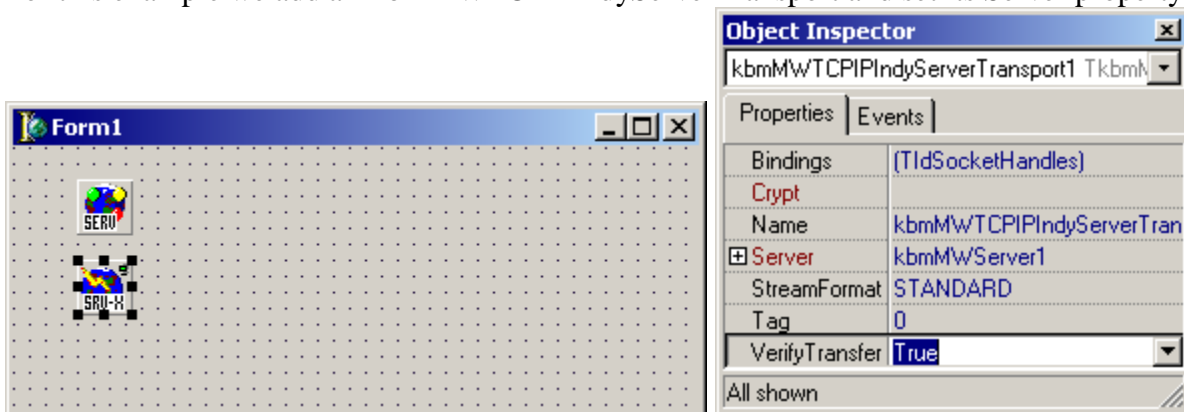 Object Inspector
kbmMWTCPIPIndyServerTransport1 TkbmM
Properties
Events
Form1
SERV
SRV-X
Bindings (TIdSocketHandles)
Crypt
Name kbmMWTCPIPIndyServerTran
Server kbmMWServer1
StreamFormat STANDARD
Tag 0
VerifyTransfer True
All shown